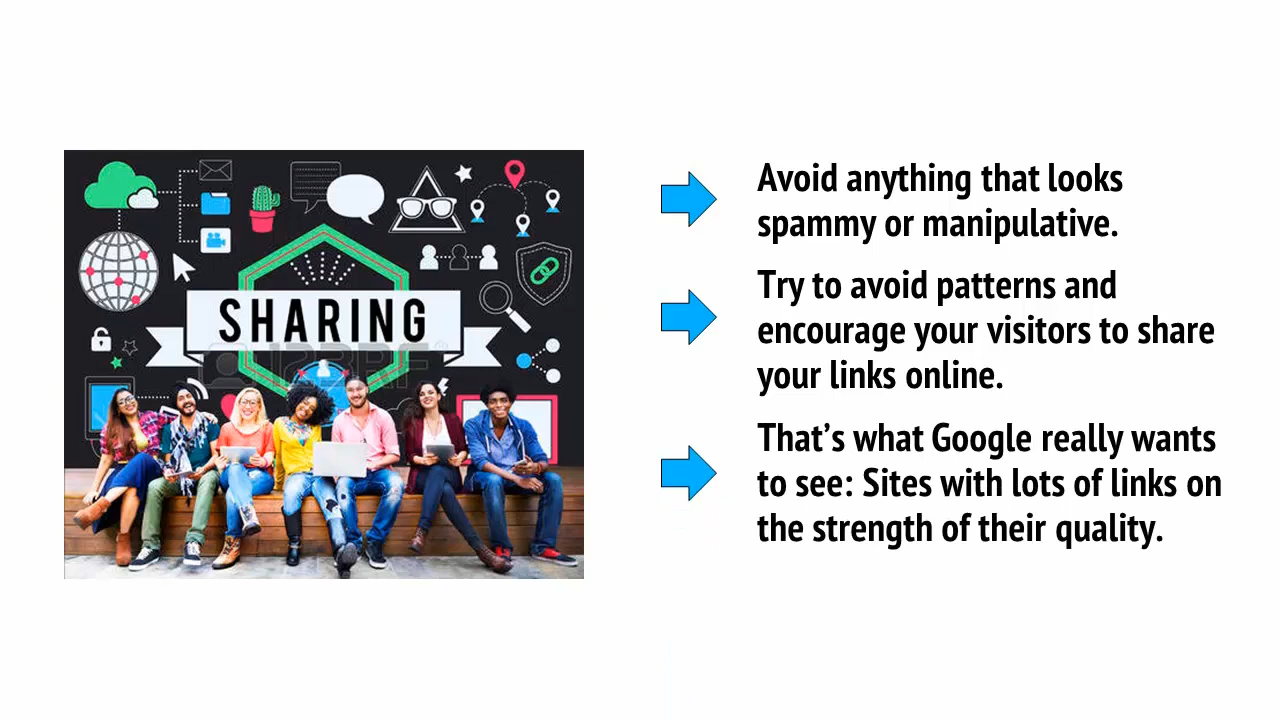 SHARING
123RF
Avoid anything that looks
spammy or manipulative.
Try to avoid patterns and
encourage your visitors to share
your links online.
That’s what Google really wants
to see: Sites with lots of links on
the strength of their quality.